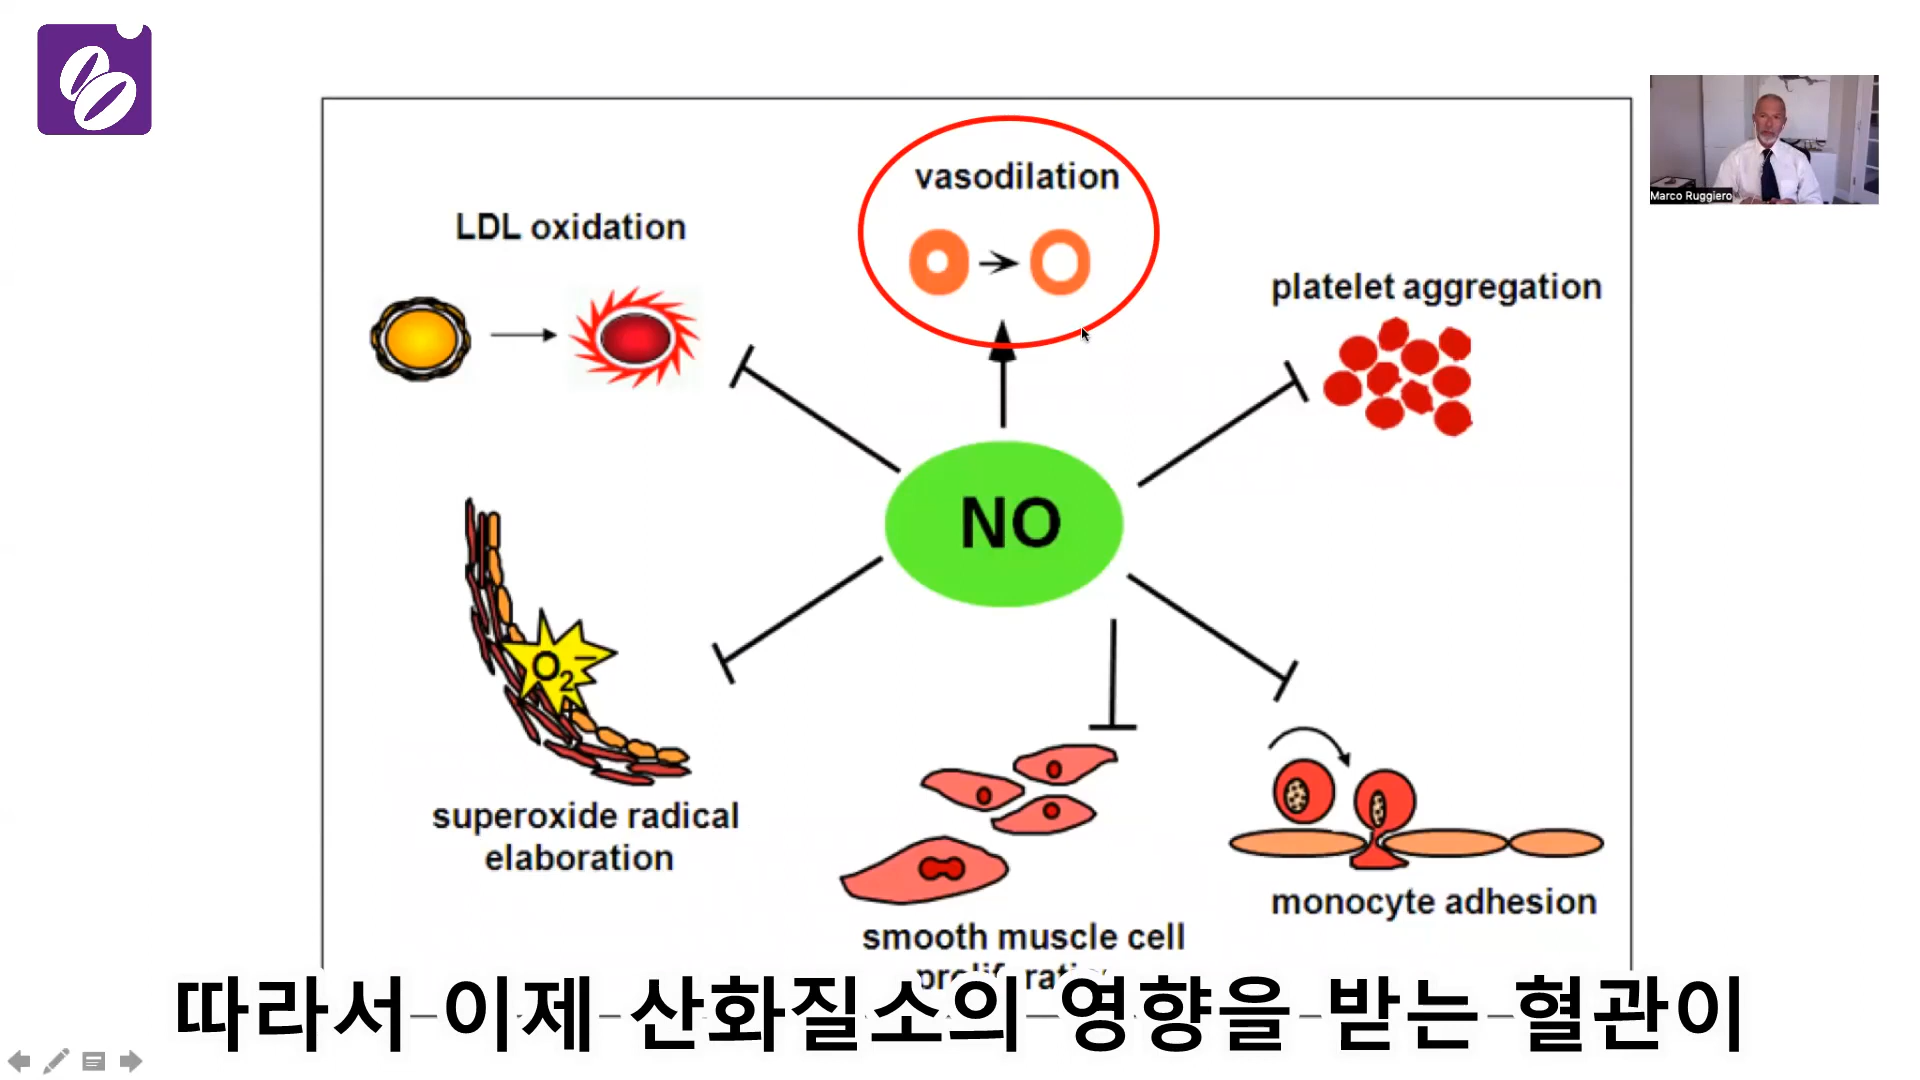 vasodilation
LDL oxidation
platelet aggregation
Marco Ruggiero
NO
O2−
superoxide radical
elaboration
smooth muscle cell
proliferation
monocyte adhesion
따라서 이제 산화질소의 영향을 받는 혈관이